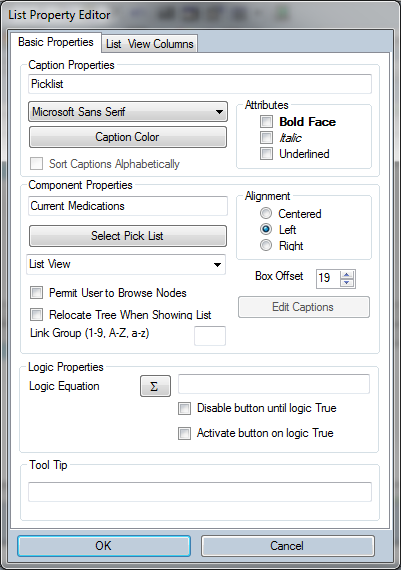 List Property Editor
Basic Properties
List View Columns
Caption Properties
Picklist
Microsoft Sans Serif
Caption Color
Sort Captions Alphabetically
Attributes
Bold Face
Italic
Underlined
Component Properties
Current Medications
Select Pick List
List View
Permit User to Browse Nodes
Relocate Tree When Showing List
Link Group (1-9, A-Z, a-z)
Alignment
Centered
Left
Right
Box Offset 19
Edit Captions
Logic Properties
Logic Equation Σ
Disable button until logic True
Activate button on logic True
Tool Tip
OK
Cancel